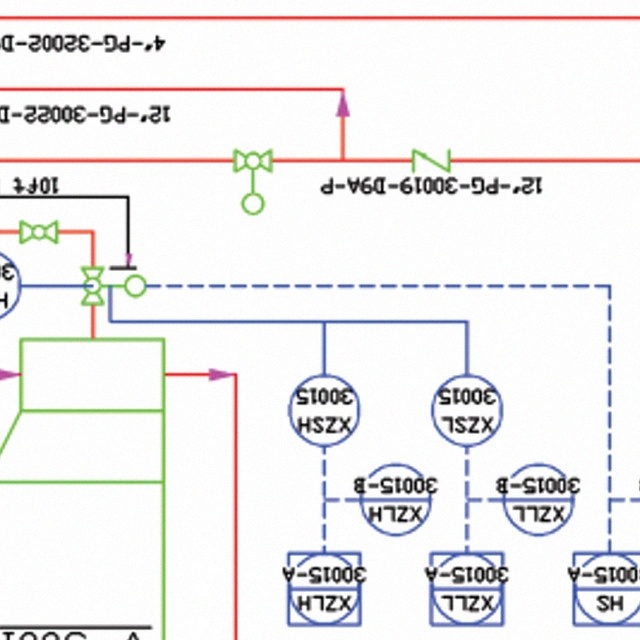 HS
30015-A
XZLL
30015-A
XZLH
30015-A
XZLL
30015-B
XZLH
30015-B
XZSL
30015
XZSH
30015
12'-PG-30019-D9A-P
10ft
12'-PG-30022-D
4'-PG-32002-D